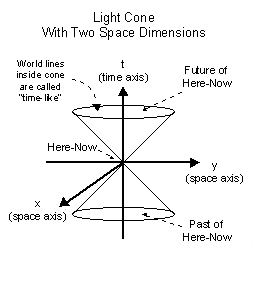 Light Cone
With Two Space Dimensions
World lines
inside cone
are called
"time-like"
t
(time axis)
Future of
Here-Now
Here-Now
y
(space axis)
x
(space axis)
Past of
Here-Now